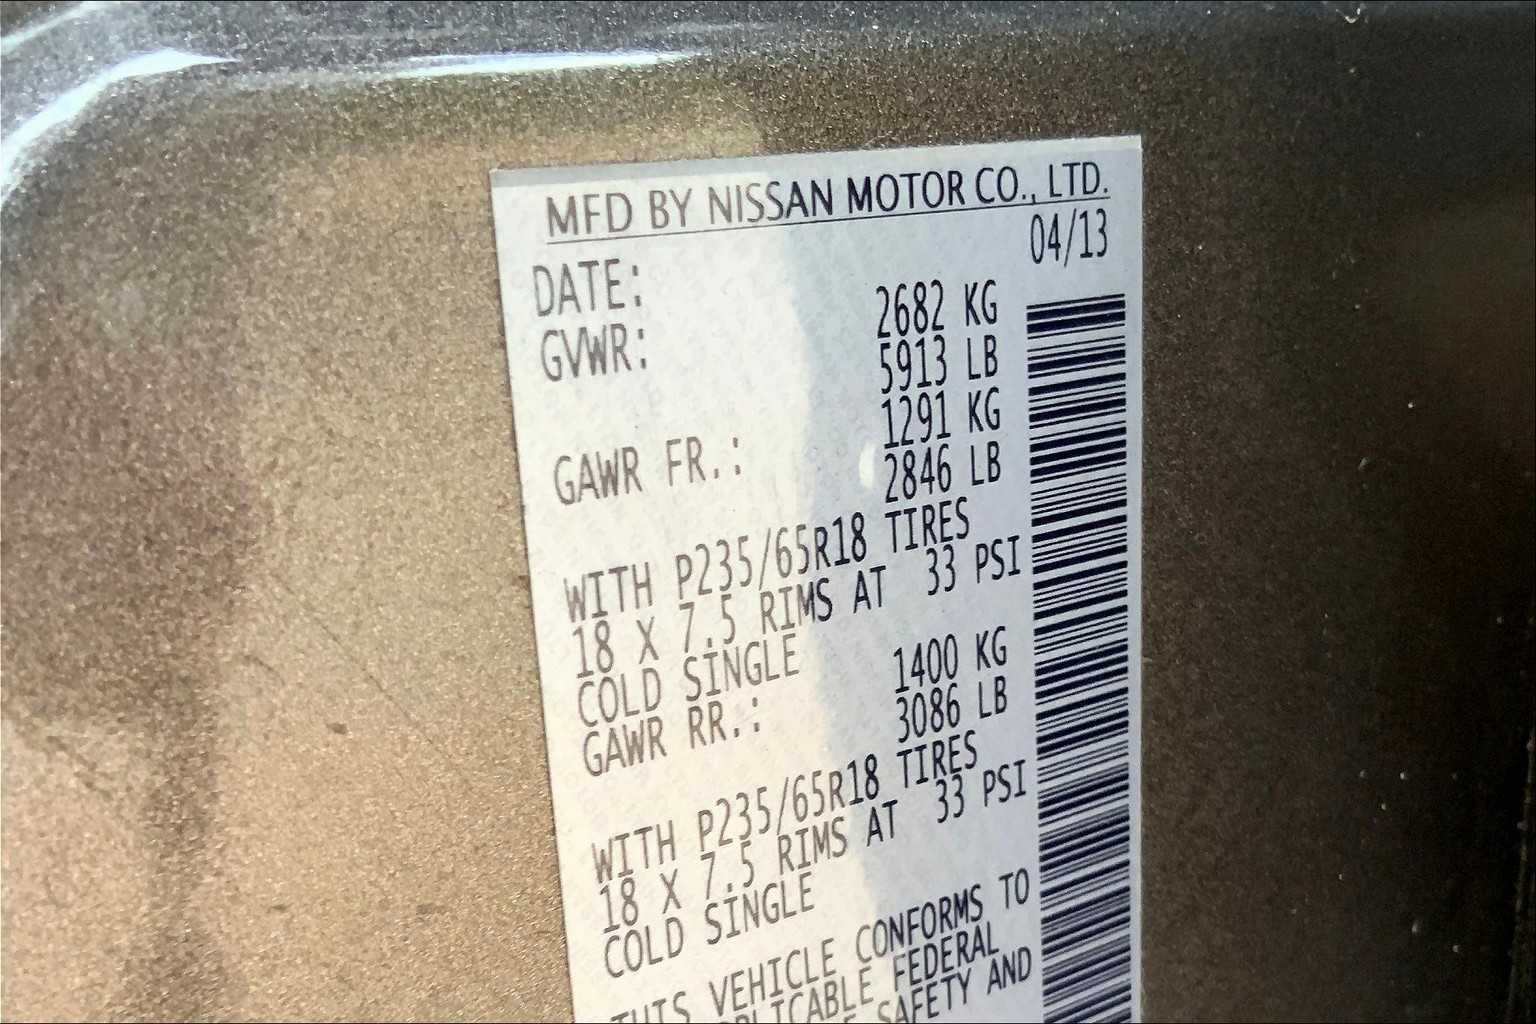 MFD BY NISSAN MOTOR CO., LTD.
DATE: 04/13
GVWR: 2682 KG
5913 LB
GAWR FR.: 1291 KG
2846 LB
WITH P235/65R18 TIRES
18 X 7.5 RIMS AT 33 PSI
COLD SINGLE
GAWR RR.: 1400 KG
3086 LB
WITH P235/65R18 TIRES
18 X 7.5 RIMS AT 33 PSI
COLD SINGLE
THIS VEHICLE CONFORMS TO
FEDERAL
SAFETY AND